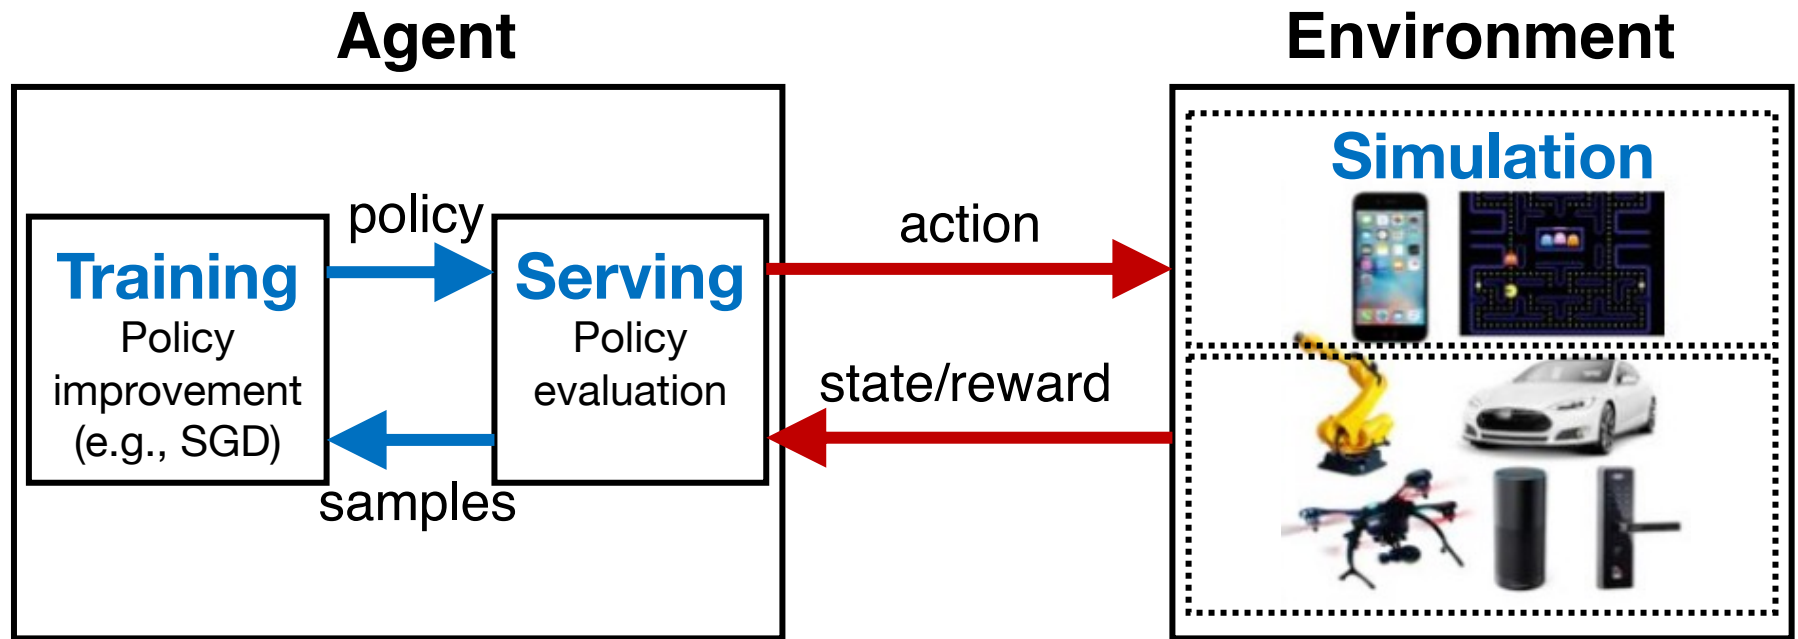 Agent
Environment
Simulation
policy
action
Training
Policy
improvement
(e.g., SGD)
Serving
Policy
evaluation
state/reward
samples